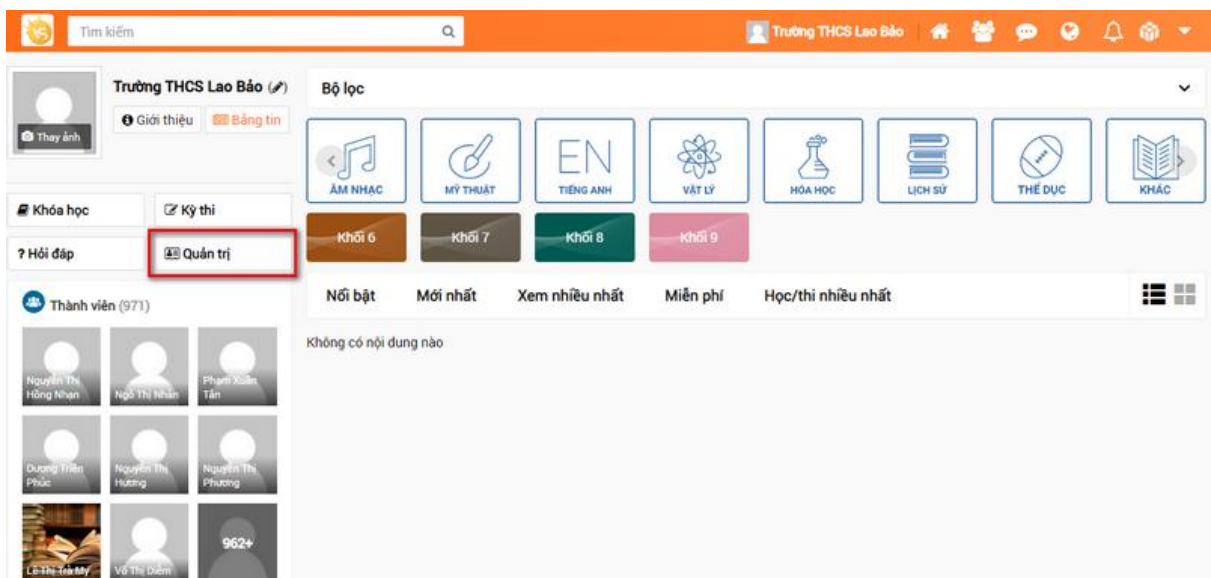 Tìm kiếm
Trường THCS Lao Bảo
Trường THCS Lao Bảo
Giới thiệu
Bảng tin
Thay ảnh
Khóa học
Kỳ thi
? Hỏi đáp
Quản trị
Thành viên (971)
Nguyễn Thị Hồng Nhạn
Ngô Thị Nhàn
Phạm Xuân Tân
Dương Triên Phúc
Nguyễn Thị Hương
Nguyễn Thị Phương
Lê Thị Trà My
Võ Thị Diễm
962+
Bộ lọc
ÂM NHẠC
MỸ THUẬT
EN
TIẾNG ANH
VẬT LÝ
HÓA HỌC
LỊCH SỬ
THỂ DỤC
KHÁC
Khối 6
Khối 7
Khối 8
Khối 9
Nổi bật
Mới nhất
Xem nhiều nhất
Miễn phí
Học/thi nhiều nhất
Không có nội dung nào